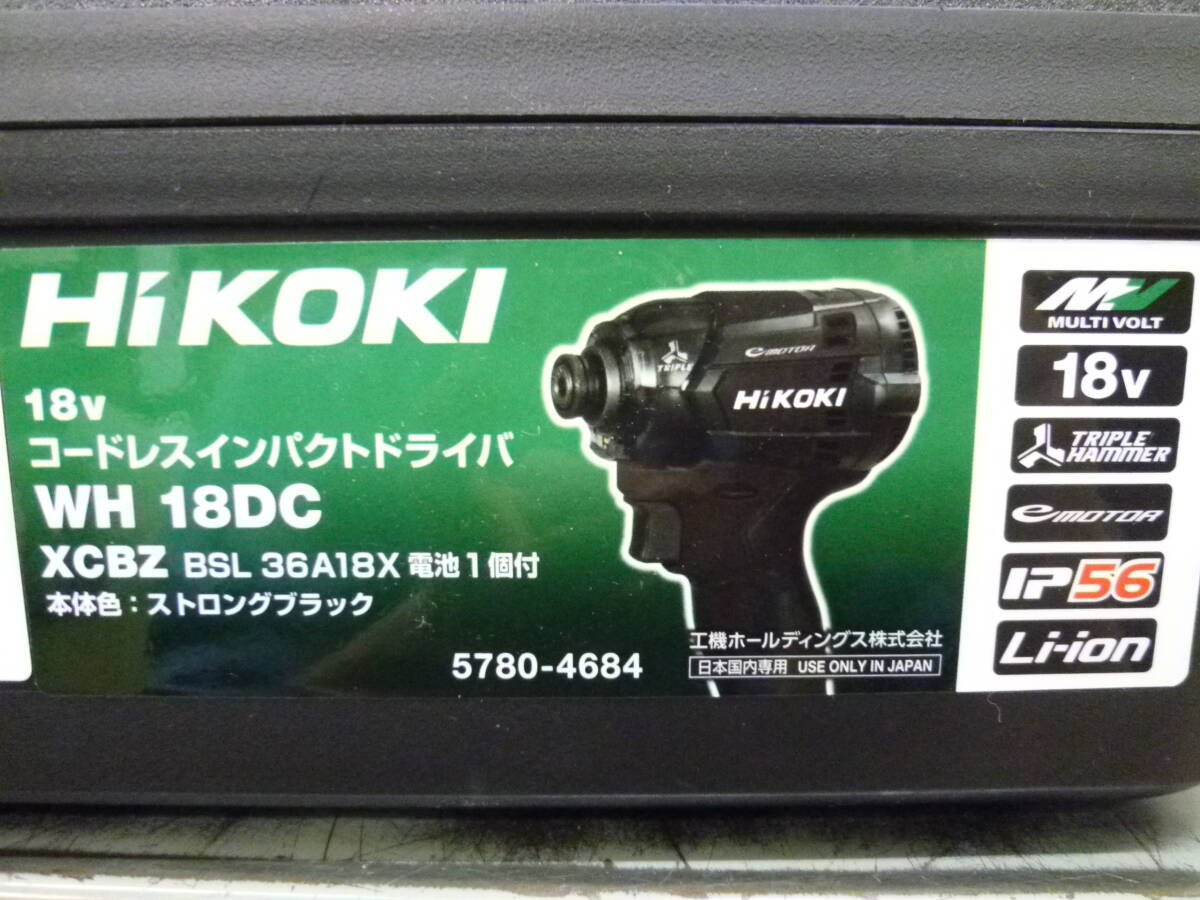 HiKOKI
18v
コードレスインパクトドライバ
WH 18DC
XCBZ BSL 36A18X 電池1個付
本体色：ストロングブラック
5780-4684
工機ホールディングス株式会社
日本国内専用 USE ONLY IN JAPAN
e MOTOR
TRIPLE
HiKOKI
MV
MULTI VOLT
18v
TRIPLE
HAMMER
e MOTOR
IP56
Li-ion